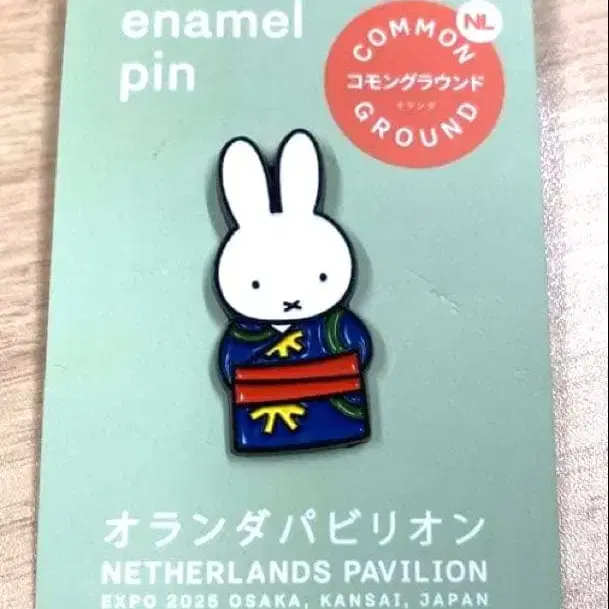 enamel
pin
NL
COMMON
コモングラウンド
オランダ
GROUND
オランダパビリオン
NETHERLANDS PAVILION
EXPO 2025 OSAKA, KANSAI, JAPAN